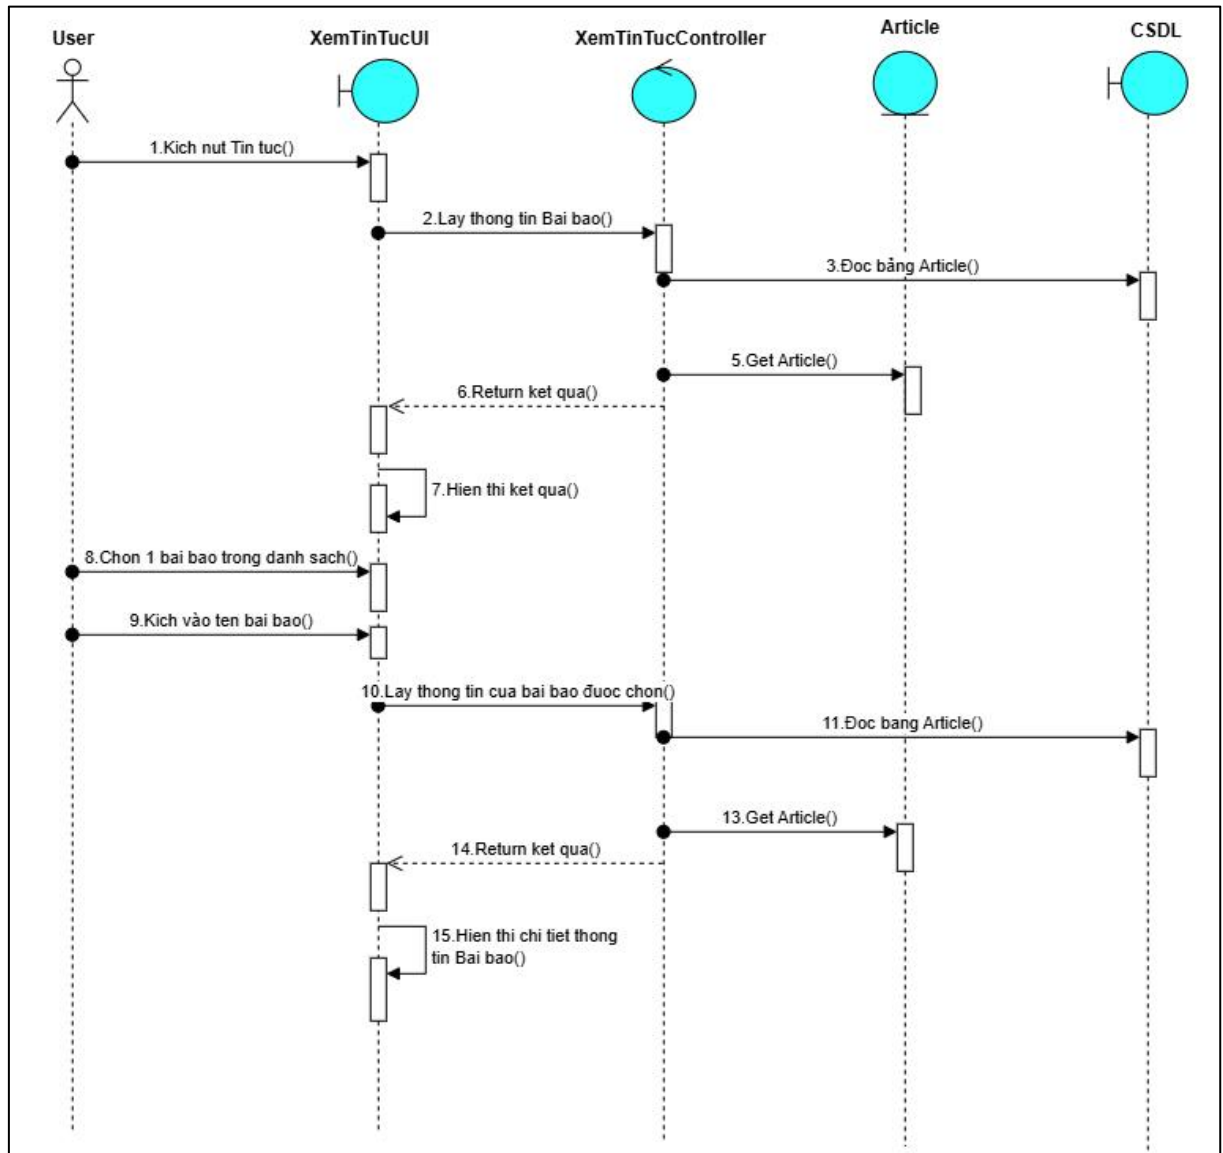 User
XemTinTucUI
XemTinTucController
Article
CSDL
1.Kich nut Tin tuc()
2.Lay thong tin Bai bao()
3.Đoc bảng Article()
5.Get Article()
6.Return ket qua()
7.Hien thi ket qua()
8.Chon 1 bai bao trong danh sach()
9.Kich vào ten bai bao()
10.Lay thong tin cua bai bao đuoc chon()
11.Đoc bang Article()
13.Get Article()
14.Return ket qua()
15.Hien thi chi tiet thong
tin Bai bao()